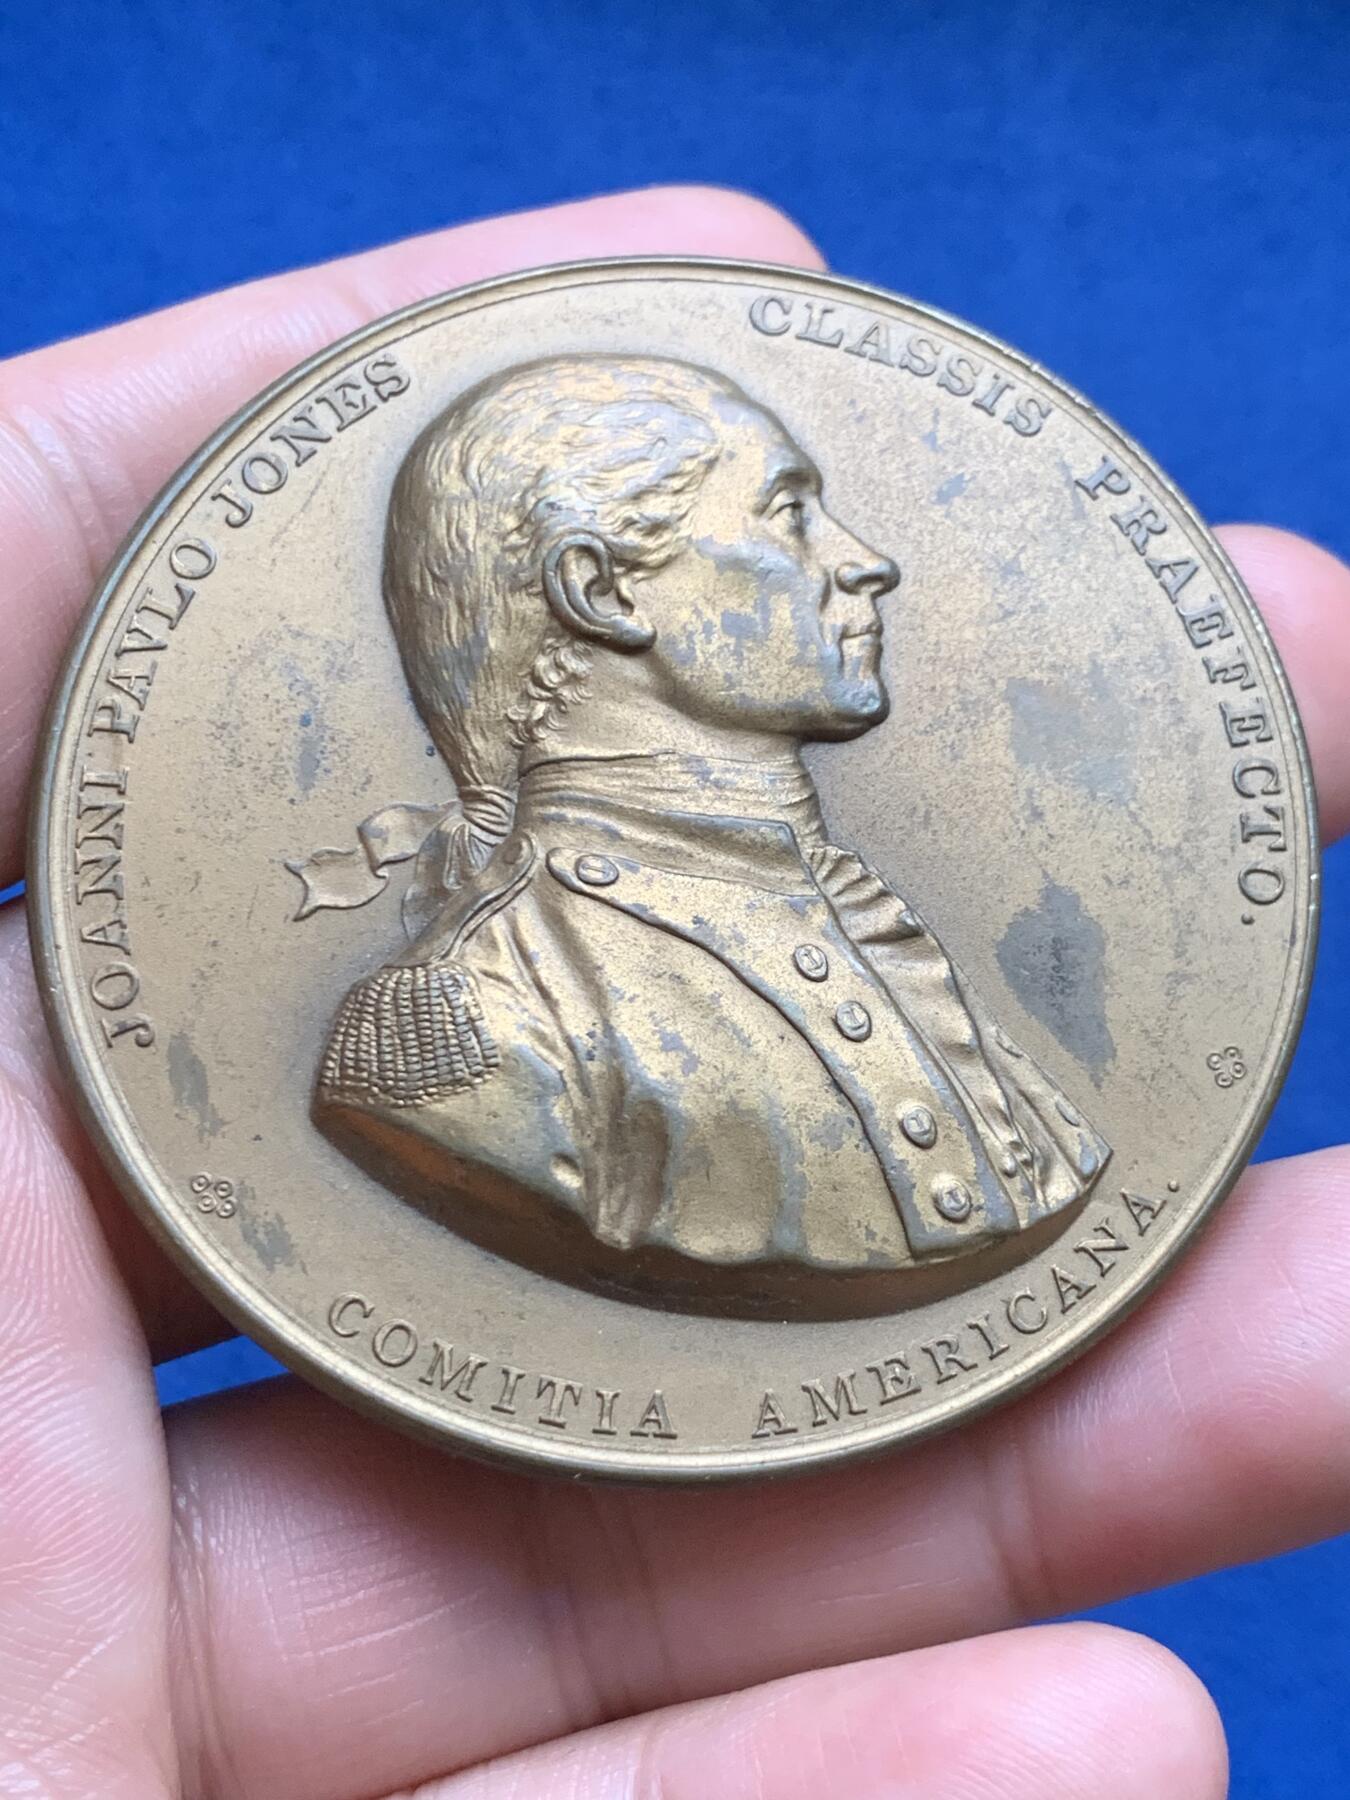 JOANNI PAVLO JONES CLASSIS PRAEFECTO.
COMITIA AMERICANA.